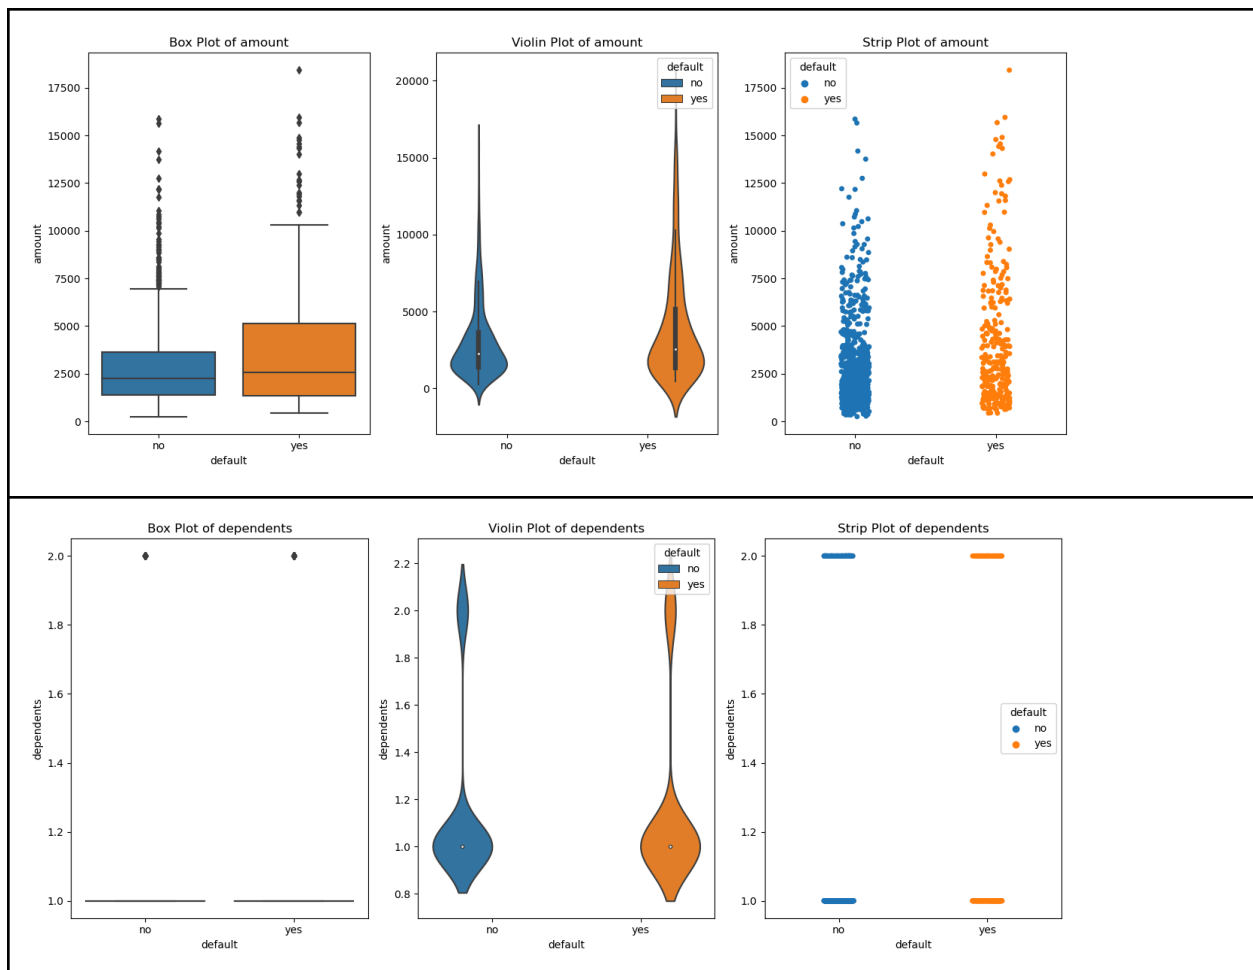 Box Plot of amount
17500
15000
12500
10000
7500
5000
2500
0
amount
no
yes
default
Violin Plot of amount
default
no
yes
20000
15000
10000
5000
0
amount
no
yes
default
Strip Plot of amount
default
no
yes
17500
15000
12500
10000
7500
5000
2500
0
amount
no
yes
default
Box Plot of dependents
2.0
1.8
1.6
1.4
1.2
1.0
dependents
no
yes
default
Violin Plot of dependents
default
no
yes
2.2
2.0
1.8
1.6
1.4
1.2
1.0
0.8
dependents
no
yes
default
Strip Plot of dependents
2.0
1.8
1.6
1.4
1.2
1.0
dependents
default
no
yes
no
yes
default